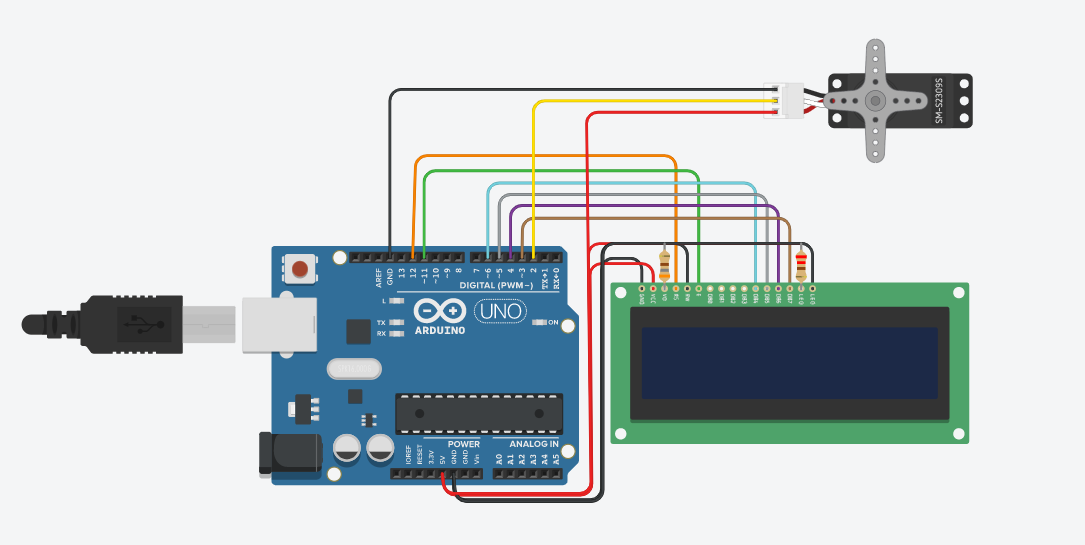 SM-S2309S
AREF
GND
13
12
~11
~10
~9
8
7
~6
~5
4
~3
2
TX→1
RX←0
DIGITAL (PWM~)
L
TX
RX
ARDUINO
UNO
ON
GND
VCC
V0
RS
RW
E
DB0
DB1
DB2
DB3
DB4
DB5
DB6
DB7
LED
LED
POWER
ANALOG IN
IOREF
RESET
3.3V
5V
GND
GND
Vin
A0
A1
A2
A3
A4
A5